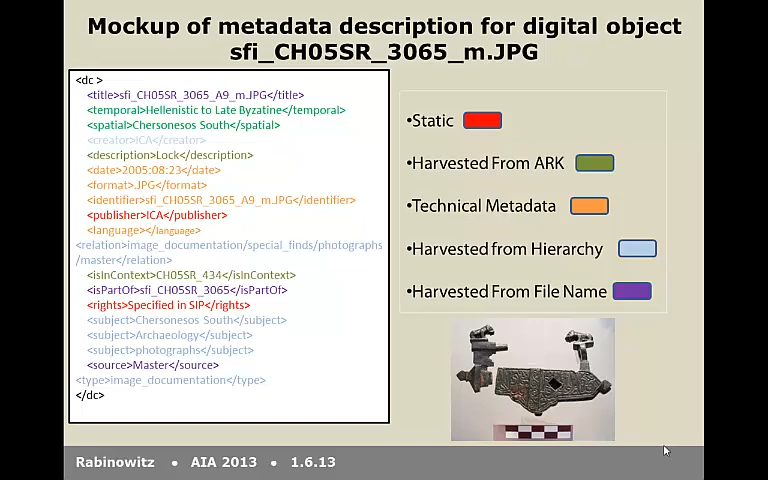 Mockup of metadata description for digital object
sfi_CH05SR_3065_m.JPG
<dc >
<title>sfi_CH05SR_3065_A9_m.JPG</title>
<temporal>Hellenistic to Late Byzatine</temporal>
<spatial>Chersonesos South</spatial>
<creator>ICA</creator>
<description>Lock</description>
<date>2005:08:23</date>
<format>.JPG</format>
<identifier>sfi_CH05SR_3065_A9_m.JPG</identifier>
<publisher>ICA</publisher>
<language></language>
<relation>image_documentation/special_finds/photographs
/master</relation>
<isInContext>CH05SR_434</isInContext>
<isPartOf>sfi_CH05SR_3065</isPartOf>
<rights>Specified in SIP</rights>
<subject>Chersonesos South</subject>
<subject>Archaeology</subject>
<subject>photographs</subject>
<source>Master</source>
<type>image_documentation</type>
</dc>
•Static
•Harvested From ARK
•Technical Metadata
•Harvested from Hierarchy
•Harvested From File Name
Rabinowitz • AIA 2013 • 1.6.13